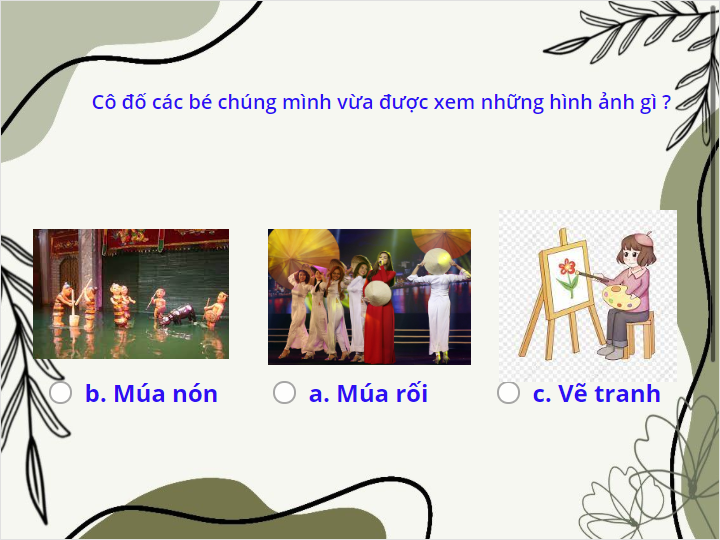 Cô đố các bé chúng mình vừa được xem những hình ảnh gì ?
b. Múa nón
a. Múa rối
c. Vẽ tranh